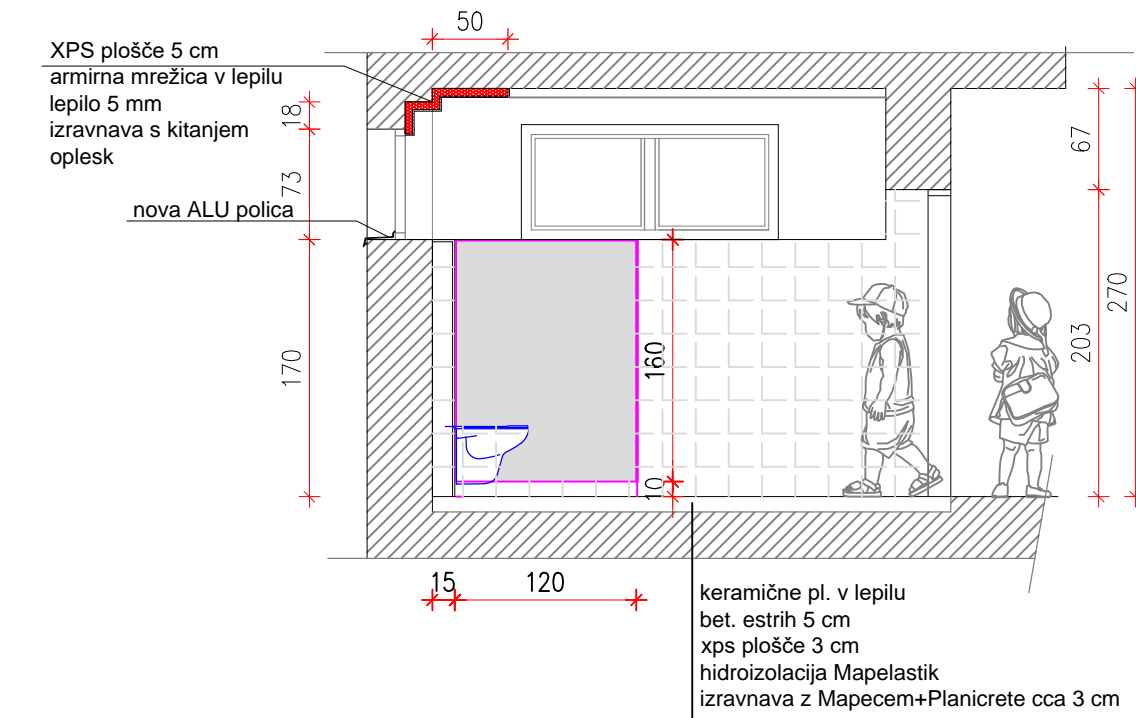 50
XPS plošče 5 cm
armirna mrežica v lepilu
lepilo 5 mm
izravnava s kitanjem
oplesk
18
67
73
nova ALU polica
270
203
160
170
10
15
120
keramične pl. v lepilu
bet. estrih 5 cm
xps plošče 3 cm
hidroizolacija Mapelastik
izravnava z Mapecem+Planicrete cca 3 cm